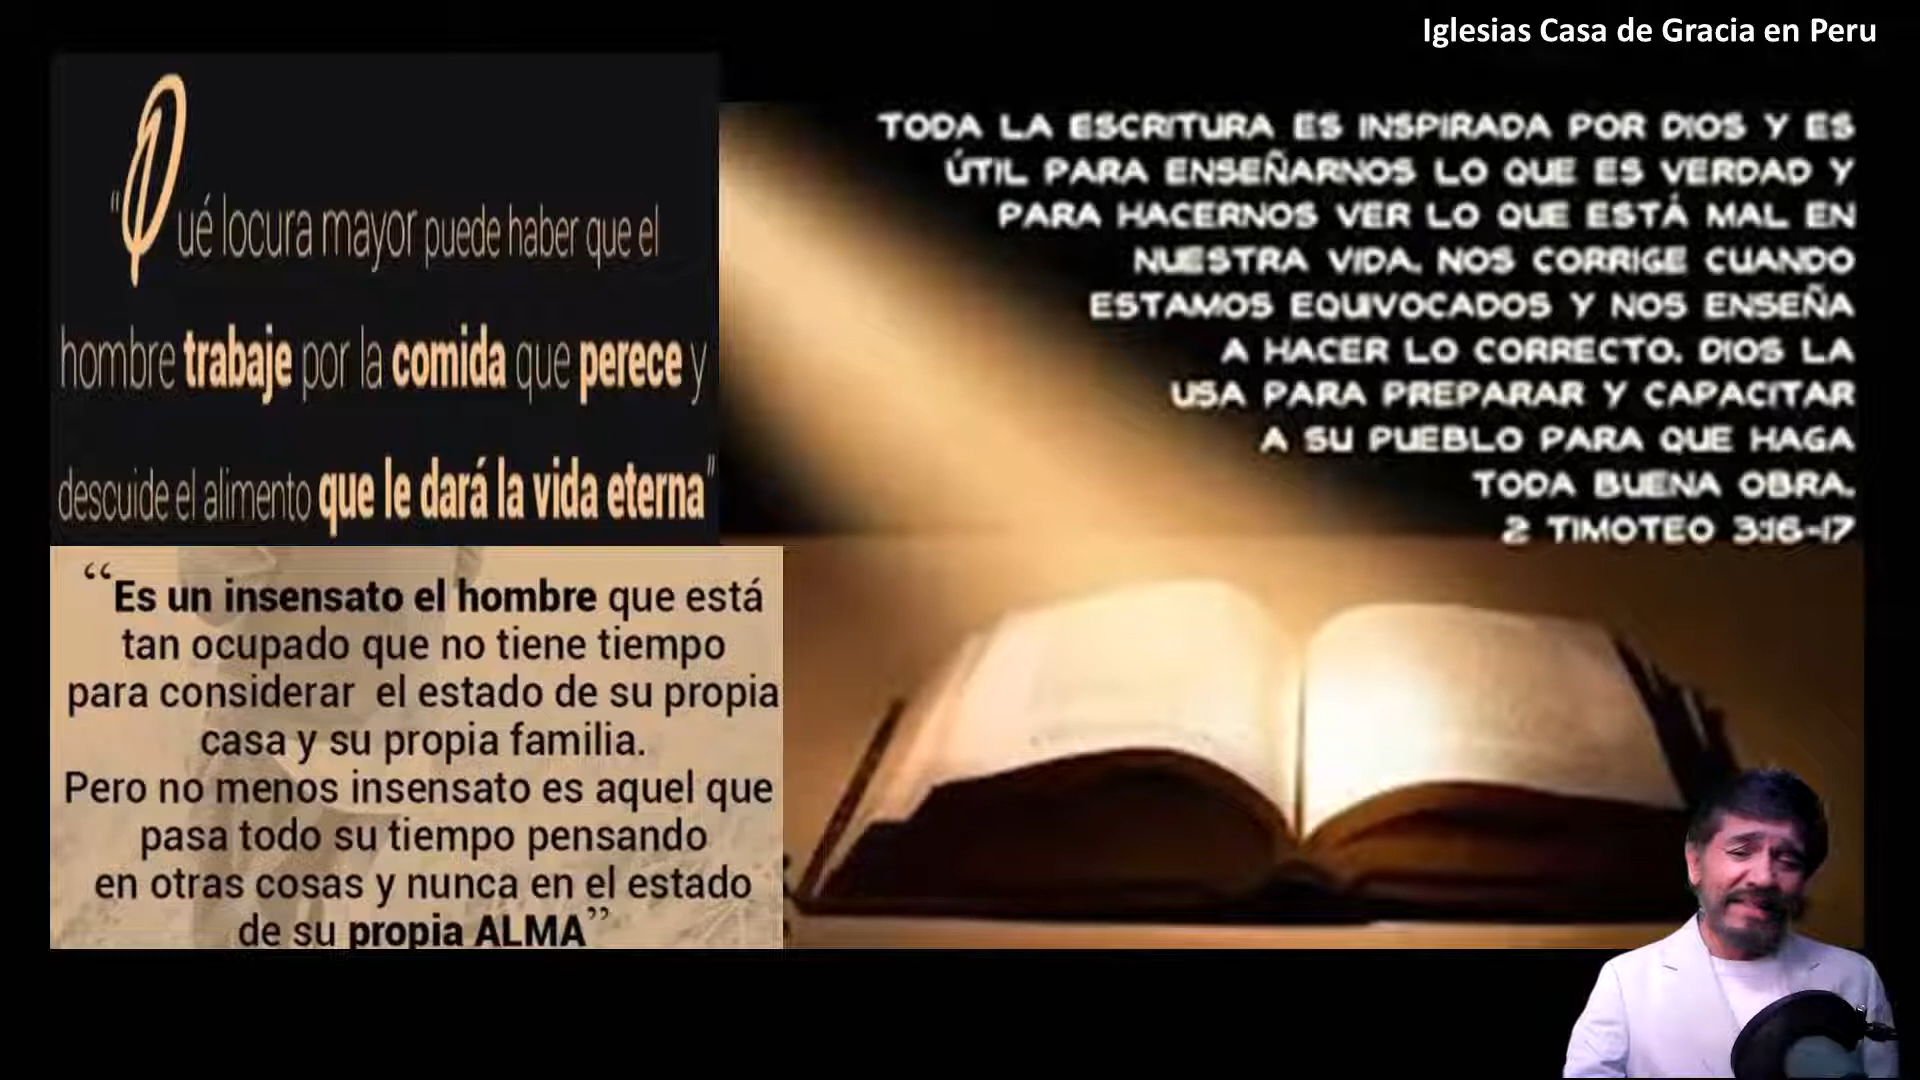 Iglesias Casa de Gracia en Peru
"Qué locura mayor puede haber que el
hombre trabaje por la comida que perece y
descuide el alimento que le dará la vida eterna"
TODA LA ESCRITURA ES INSPIRADA POR DIOS Y ES
ÚTIL PARA ENSEÑARNOS LO QUE ES VERDAD Y
PARA HACERNOS VER LO QUE ESTÁ MAL EN
NUESTRA VIDA. NOS CORRIGE CUANDO
ESTAMOS EQUIVOCADOS Y NOS ENSEÑA
A HACER LO CORRECTO. DIOS LA
USA PARA PREPARAR Y CAPACITAR
A SU PUEBLO PARA QUE HAGA
TODA BUENA OBRA.
2 TIMOTEO 3:16-17
“Es un insensato el hombre que está
tan ocupado que no tiene tiempo
para considerar el estado de su propia
casa y su propia familia.
Pero no menos insensato es aquel que
pasa todo su tiempo pensando
en otras cosas y nunca en el estado
de su propia ALMA”